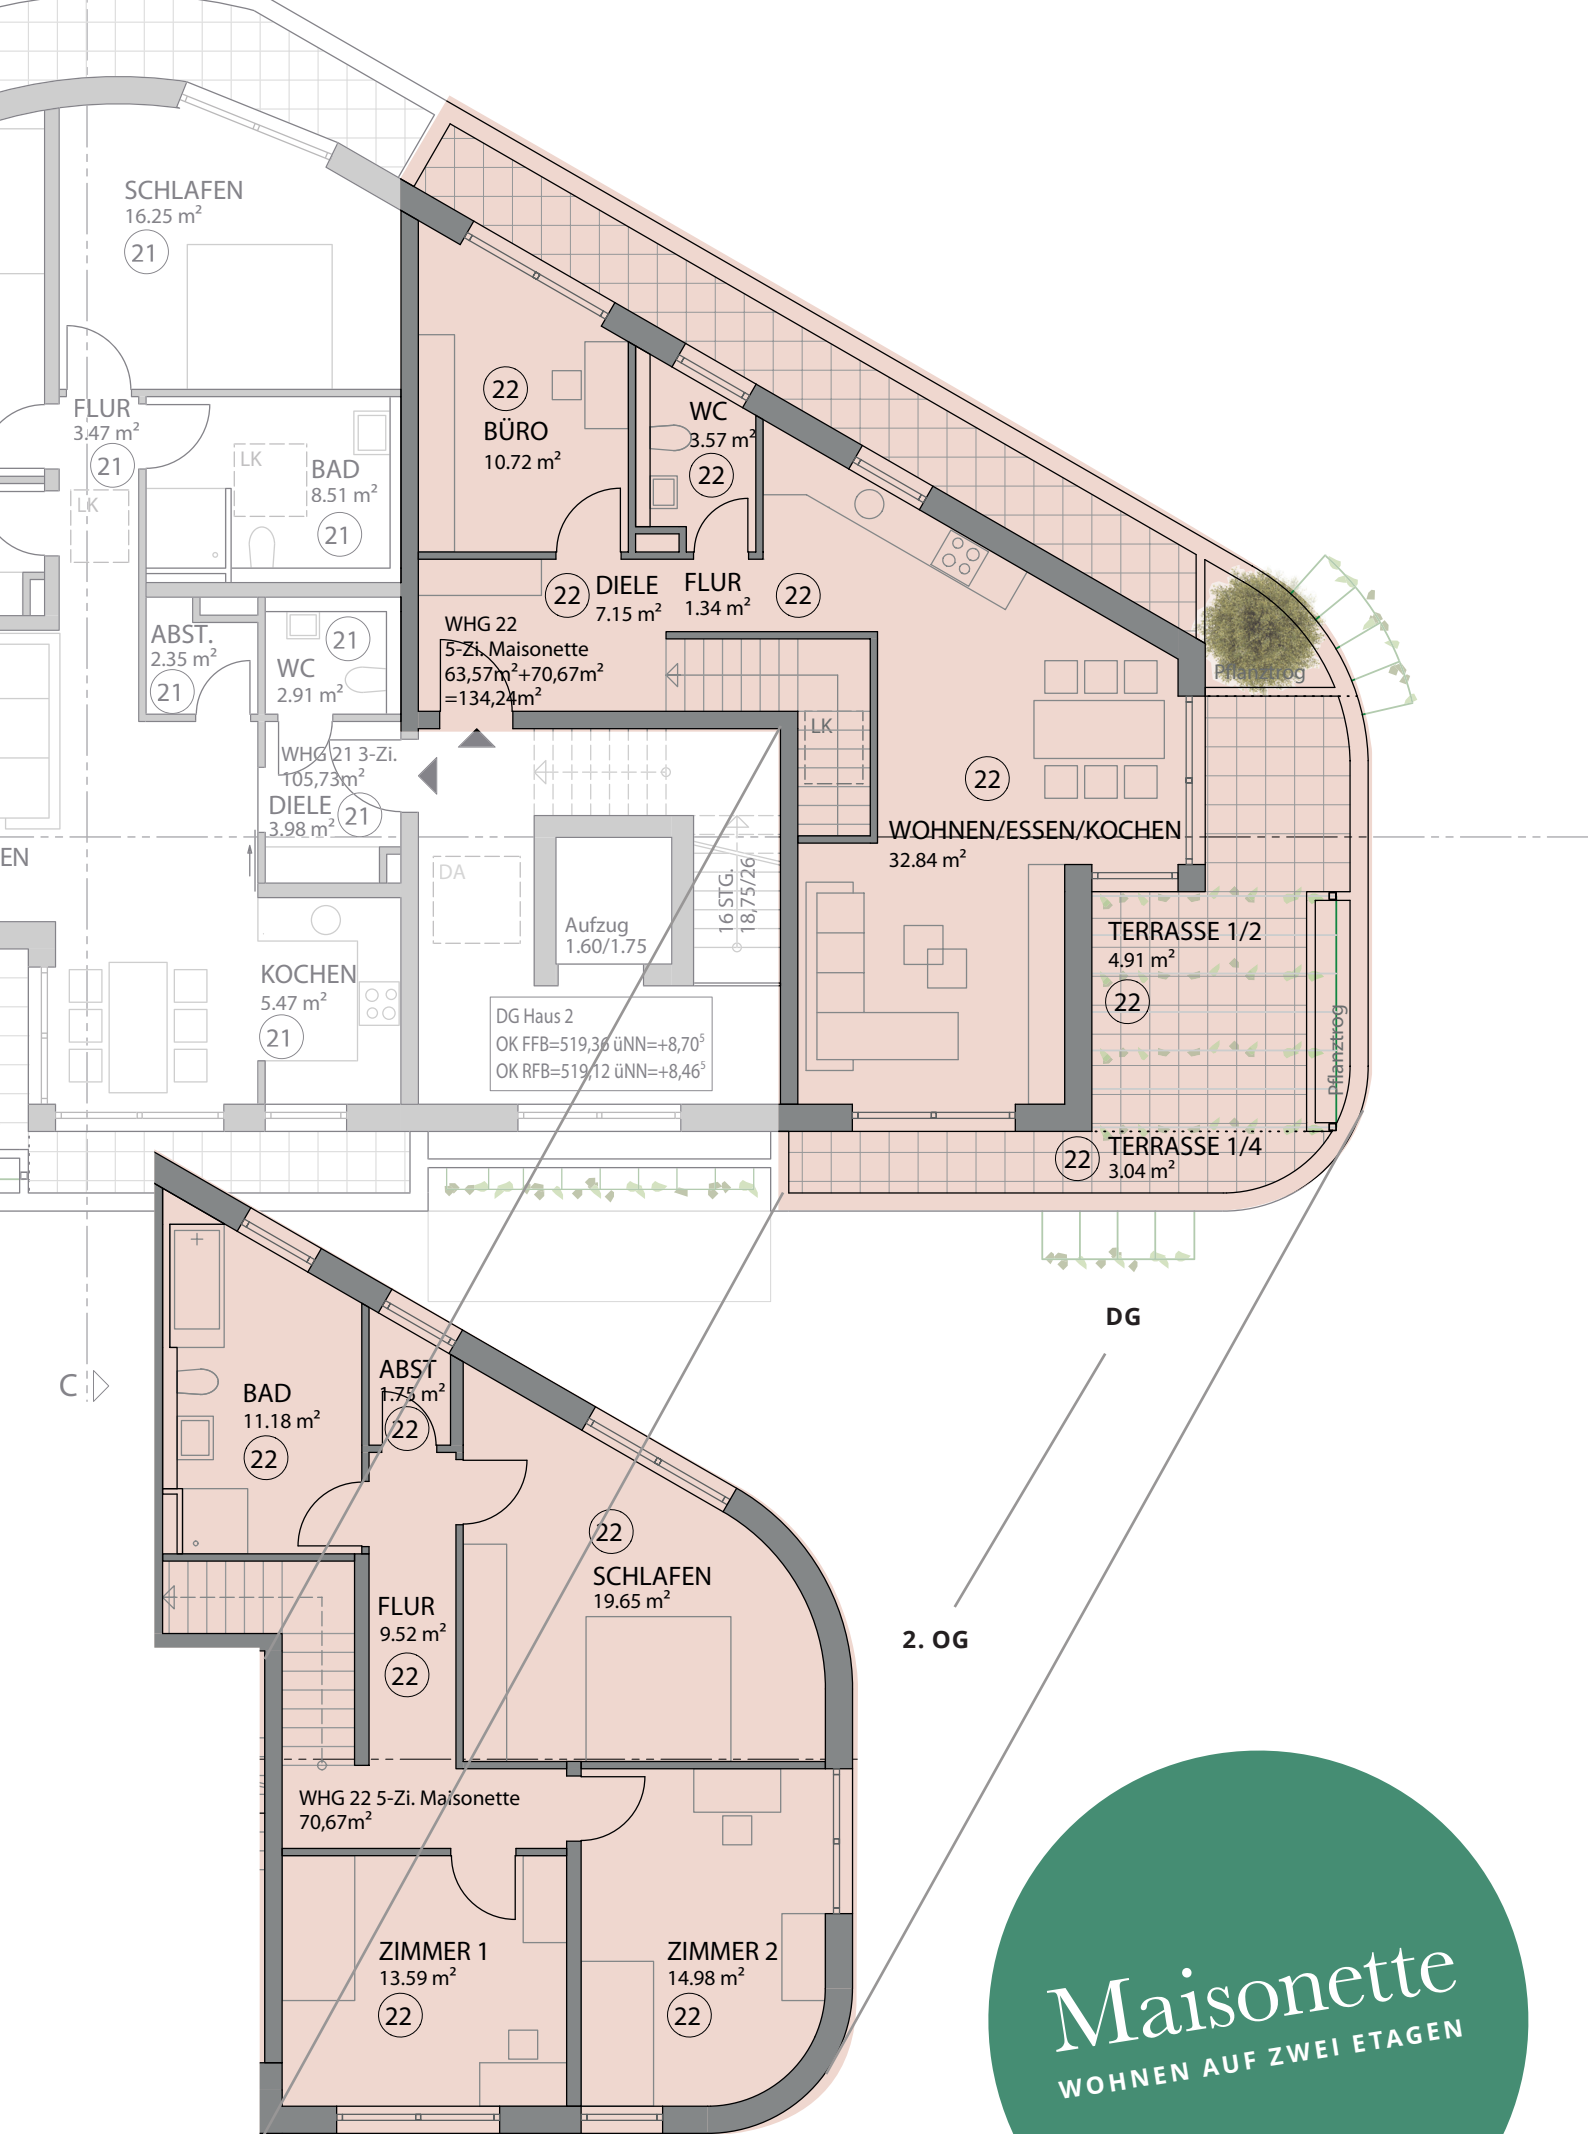 SCHLAFEN
16.25 m²
21
FLUR
3.47 m²
21
LK
LK
BAD
8.51 m²
21
22
BÜRO
10.72 m²
WC
3.57 m²
22
22
DIELE
7.15 m²
FLUR
1.34 m²
22
WHG 22
5-Zi. Maisonette
63,57m²+70,67m²
=134,24m²
ABST.
2.35 m²
21
21
WC
2.91 m²
WHG 21 3-Zi.
105,73m²
DIELE
3.98 m²
21
EN
LK
Pflanztrog
22
WOHNEN/ESSEN/KOCHEN
32.84 m²
DA
16 STG.
18,75/26
Aufzug
1.60/1.75
KOCHEN
5.47 m²
21
DG Haus 2
OK FFB=519,36 üNN=+8,70⁵
OK RFB=519,12 üNN=+8,46⁵
TERRASSE 1/2
4.91 m²
22
Pflanztrog
22
TERRASSE 1/4
3.04 m²
DG
C
BAD
11.18 m²
22
ABST
1.75 m²
22
22
SCHLAFEN
19.65 m²
FLUR
9.52 m²
22
2. OG
WHG 22 5-Zi. Maisonette
70,67m²
ZIMMER 1
13.59 m²
22
ZIMMER 2
14.98 m²
22
Maisonette
WOHNEN AUF ZWEI ETAGEN